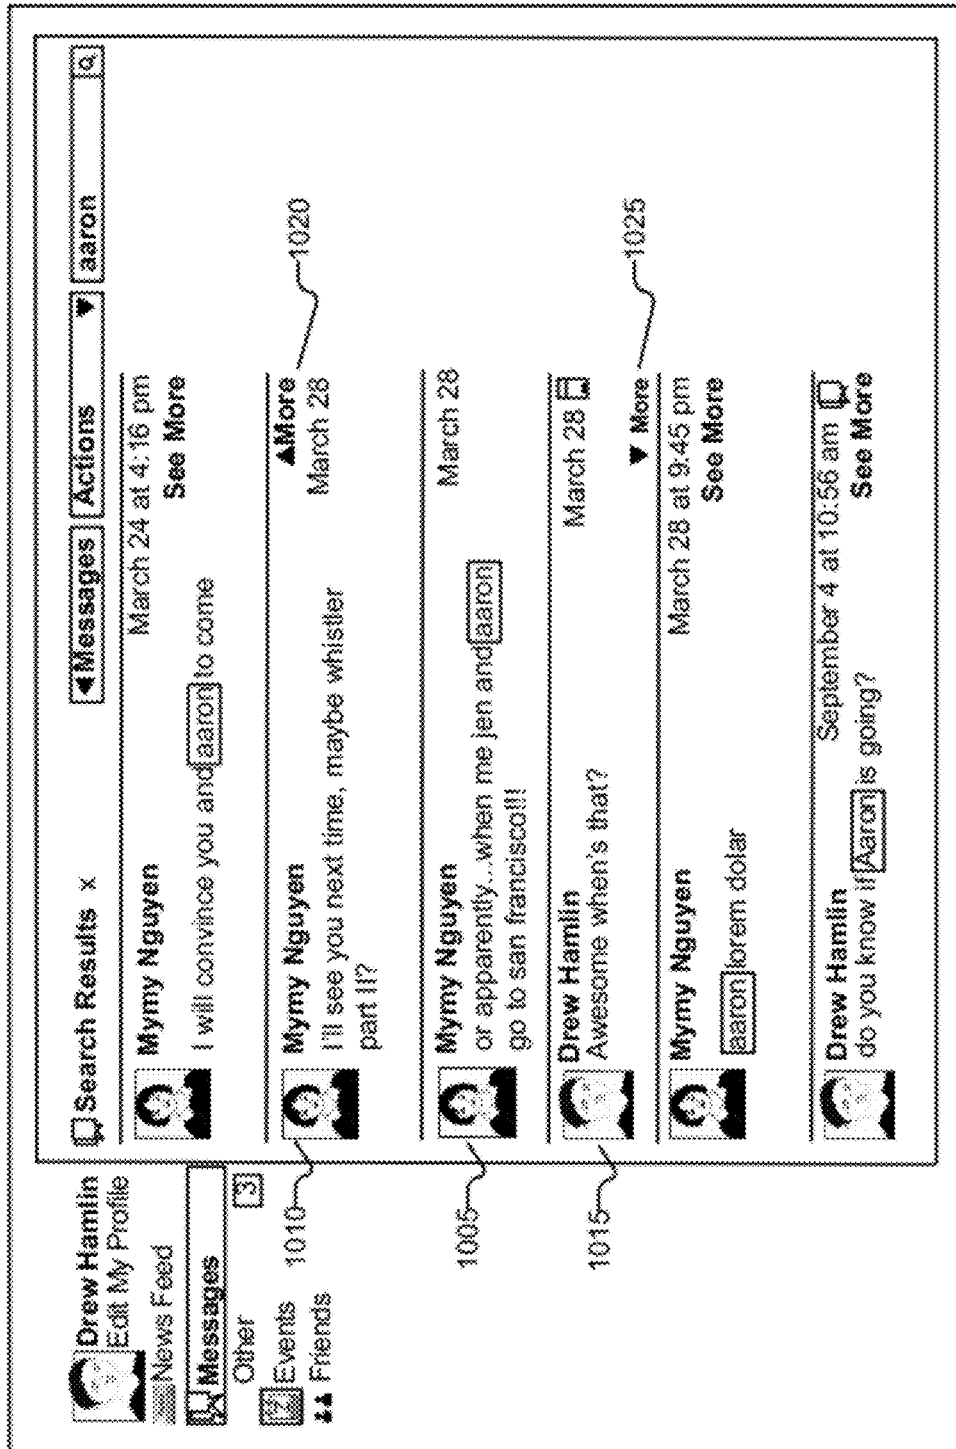 Drew Hamlin
Edit My Profile
News Feed
Messages
Other 3
12 Events
Friends
Search Results x
◀Messages Actions ▼ aaron
Mymy Nguyen March 24 at 4:16 pm
I will convince you and aaron to come See More
▲More
Mymy Nguyen March 28
I'll see you next time, maybe whistler
part II?
Mymy Nguyen March 28
or apparently...when me jen and aaron
go to san francisco!!!
Drew Hamlin March 28
Awesome when's that?
▼ More
Mymy Nguyen March 28 at 9:45 pm
See More
aaron lorem dolar
Drew Hamlin September 4 at 10:56 am
do you know if Aaron is going? See More
1010
1005
1015
1020
1025